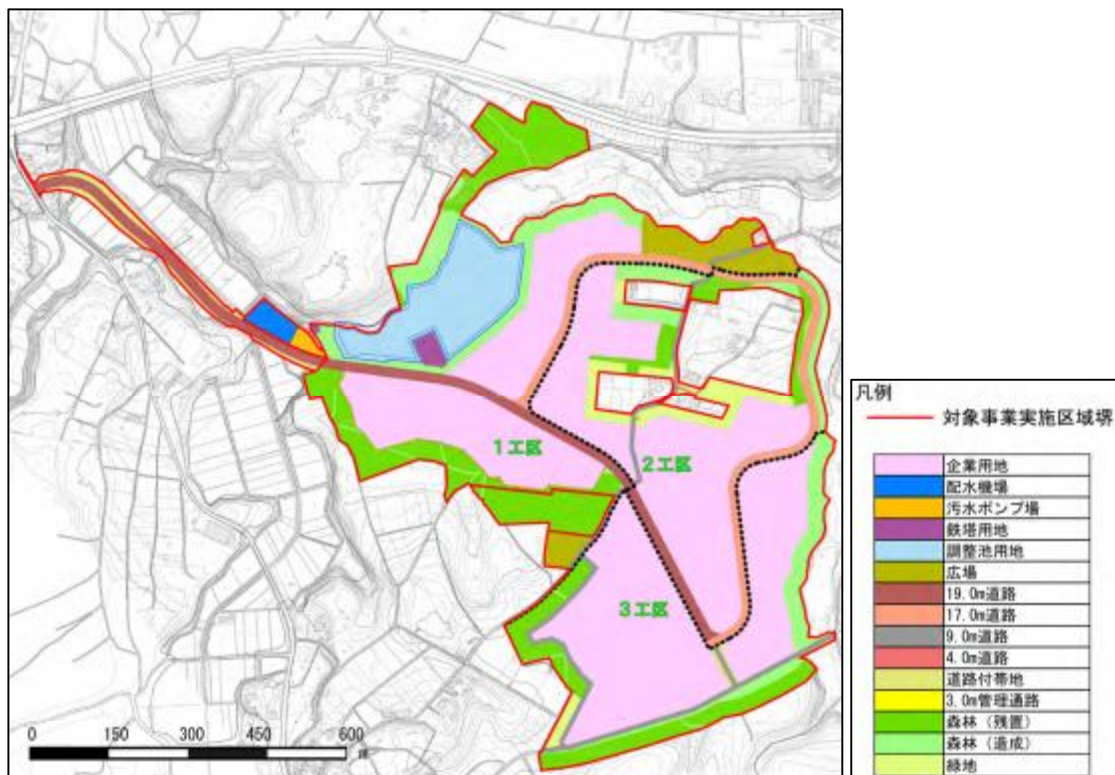 1工区
2工区
3工区
0 150 300 450 600
m
凡例
対象事業実施区域堺
企業用地
配水機場
汚水ポンプ場
鉄塔用地
調整池用地
広場
19.0m道路
17.0m道路
9.0m道路
4.0m道路
道路付帯地
3.0m管理通路
森林（残置）
森林（造成）
緑地